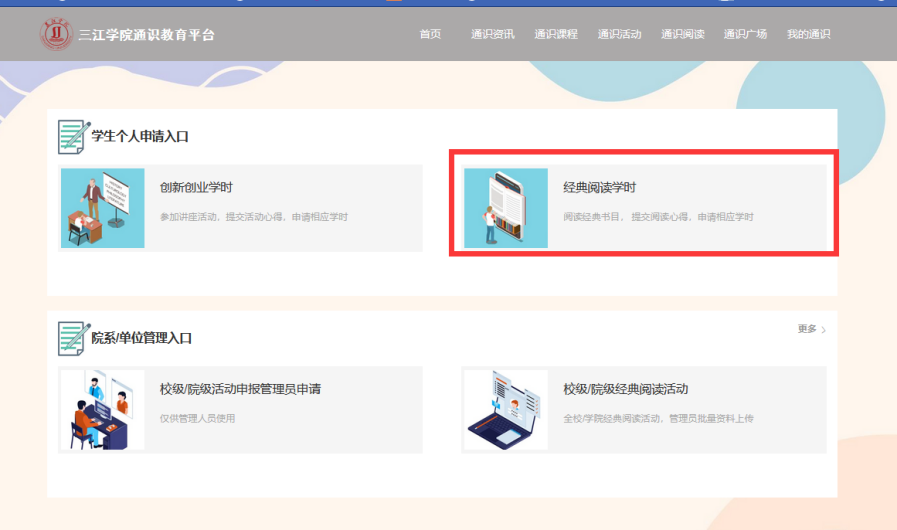 三江学院通识教育平台
首页 通识资讯 通识课程 通识活动 通识阅读 通识广场 我的通识
学生个人申请入口
创新创业学时
参加讲座活动，提交活动心得，申请相应学时
经典阅读学时
阅读经典书目， 提交阅读心得，申请相应学时
院系/单位管理入口
更多 >
校级/院级活动申报管理员申请
仅供管理人员使用
校级/院级经典阅读活动
全校/学院经典阅读活动，管理员批量资料上传